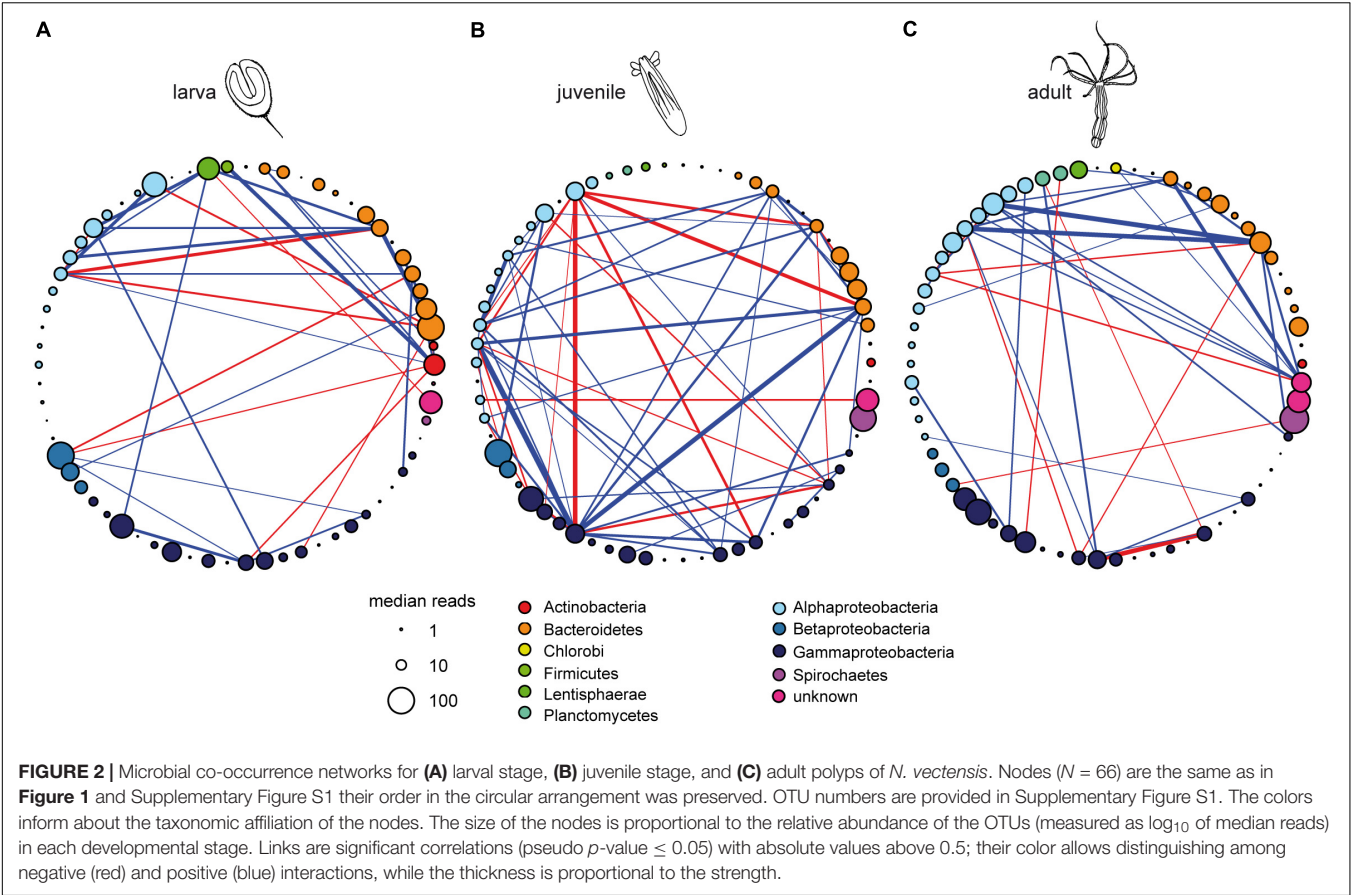 A
B
C
larva
juvenile
adult
median reads
1
10
100
Actinobacteria
Bacteroidetes
Chlorobi
Firmicutes
Lentisphaerae
Planctomycetes
Alphaproteobacteria
Betaproteobacteria
Gammaproteobacteria
Spirochaetes
unknown
FIGURE 2 | Microbial co-occurrence networks for (A) larval stage, (B) juvenile stage, and (C) adult polyps of N. vectensis. Nodes (N = 66) are the same as in
Figure 1 and Supplementary Figure S1 their order in the circular arrangement was preserved. OTU numbers are provided in Supplementary Figure S1. The colors
inform about the taxonomic affiliation of the nodes. The size of the nodes is proportional to the relative abundance of the OTUs (measured as log₁₀ of median reads)
in each developmental stage. Links are significant correlations (pseudo p-value ≤ 0.05) with absolute values above 0.5; their color allows distinguishing among
negative (red) and positive (blue) interactions, while the thickness is proportional to the strength.